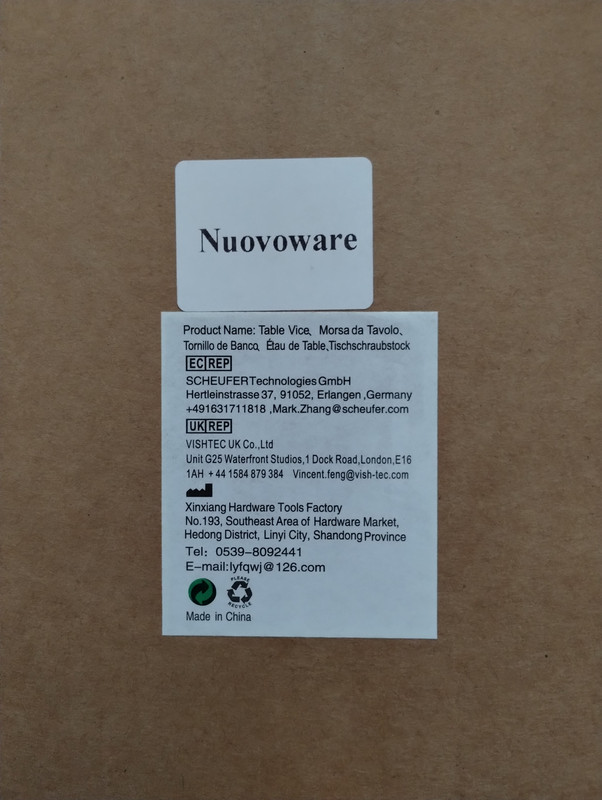 Nuovoware
Product Name: Table Vice、Morsa da Tavolo、
Tornillo de Banco、Étau de Table、Tischschraubstock
EC REP
SCHEUFER Technologies GmbH
Hertleinstrasse 37, 91052, Erlangen ,Germany
+491631711818 ,Mark.Zhang@scheufer.com
UK REP
VISHTEC UK Co.,Ltd
Unit G25 Waterfront Studios,1 Dock Road,London,E16
1AH + 44 1584 879 384 Vincent.feng@vish-tec.com
Xinxiang Hardware Tools Factory
No.193, Southeast Area of Hardware Market,
Hedong District, Linyi City, Shandong Province
Tel: 0539-8092441
E-mail:lyfqwj@126.com
PLEASE
RECYCLE
Made in China